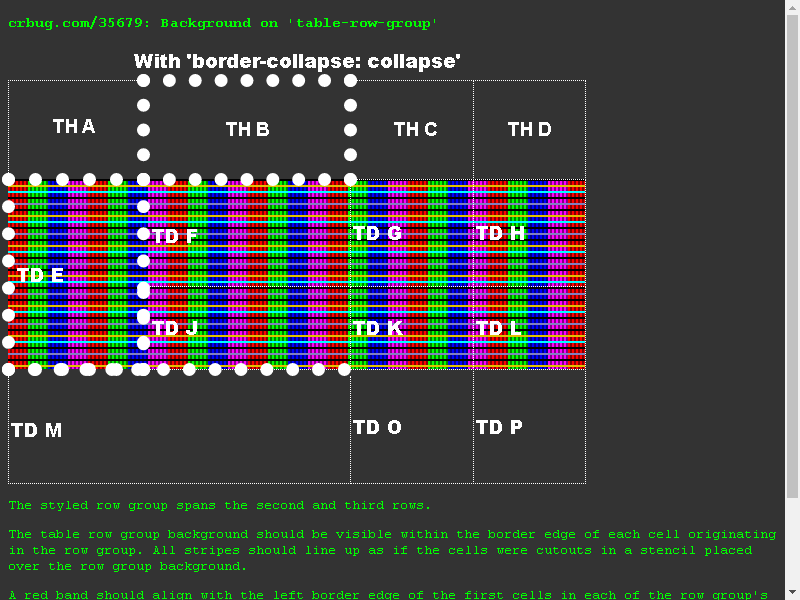 crbug.com/35679: Background on 'table-row-group'
With 'border-collapse: collapse'
TH A TH B TH C TH D
TD F TD G TD H
TD E
TD J TD K TD L
TD M TD O TD P
The styled row group spans the second and third rows.
The table row group background should be visible within the border edge of each cell originating
in the row group. All stripes should line up as if the cells were cutouts in a stencil placed
over the row group background.
A red band should align with the left border edge of the first cells in each of the row group's